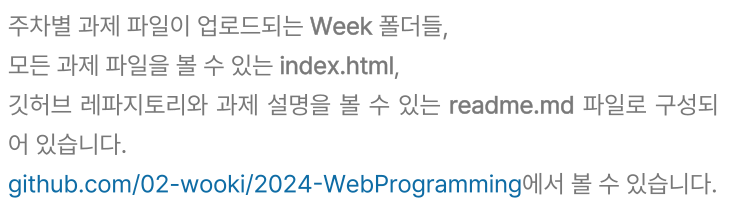 주차별 과제 파일이 업로드되는 Week 폴더들,
모든 과제 파일을 볼 수 있는 index.html,
깃허브 레파지토리와 과제 설명을 볼 수 있는 readme.md 파일로 구성되
어 있습니다.
github.com/02-wooki/2024-WebProgramming에서 볼 수 있습니다.